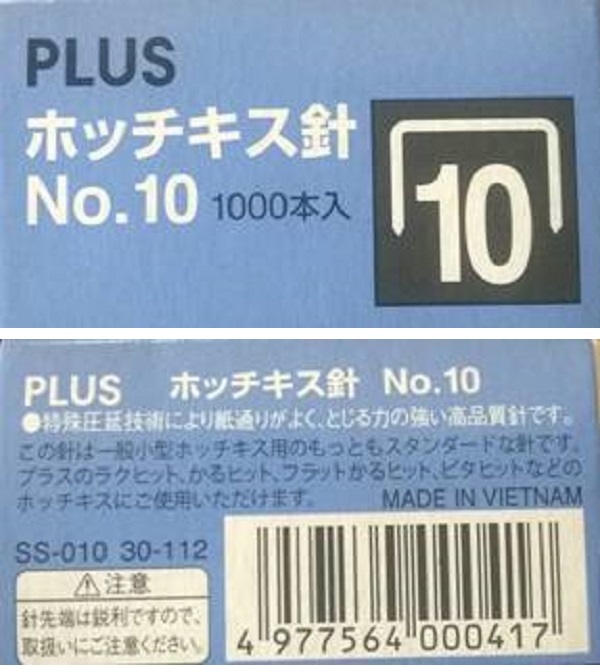 PLUS
ホッチキス針
No.10 1000本入
10
PLUS ホッチキス針 No.10
●特殊圧延技術により紙通りがよく、とじる力の強い高品質針です。
この針は一般小型ホッチキス用のもっともスタンダードな針です。
プラスのラクヒット、かるヒット、フラットかるヒット、ピタヒットなどの
ホッチキスにご使用いただけます。 MADE IN VIETNAM
SS-010 30-112
⚠注意
針先端は鋭利ですので、
取扱いにご注意ください。
4 977564 000417